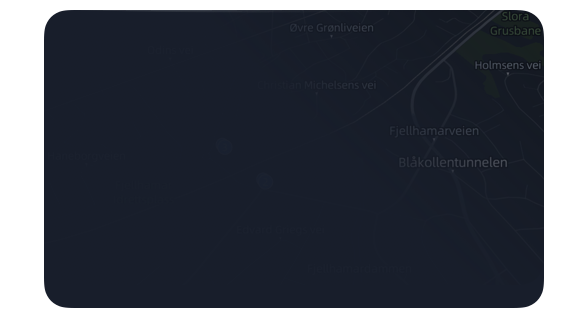 Slora
Grusbane
Øvre Grønliveien
Holmsens vei
Michelsens vei
Fjellhamarveien
Blåkollentunnelen